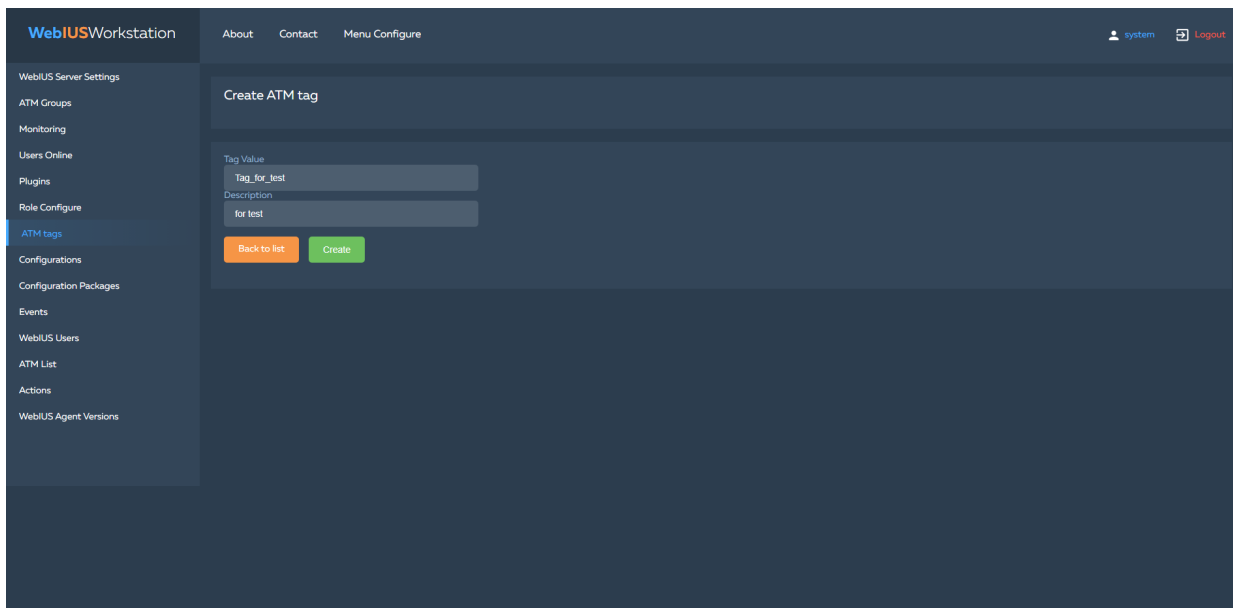 WebIUSWorkstation
About Contact Menu Configure
system Logout
WebIUS Server Settings
ATM Groups
Monitoring
Users Online
Plugins
Role Configure
ATM tags
Configurations
Configuration Packages
Events
WebIUS Users
ATM List
Actions
WebIUS Agent Versions
Create ATM tag
Tag Value
Tag_for_test
Description
for test
Back to list Create